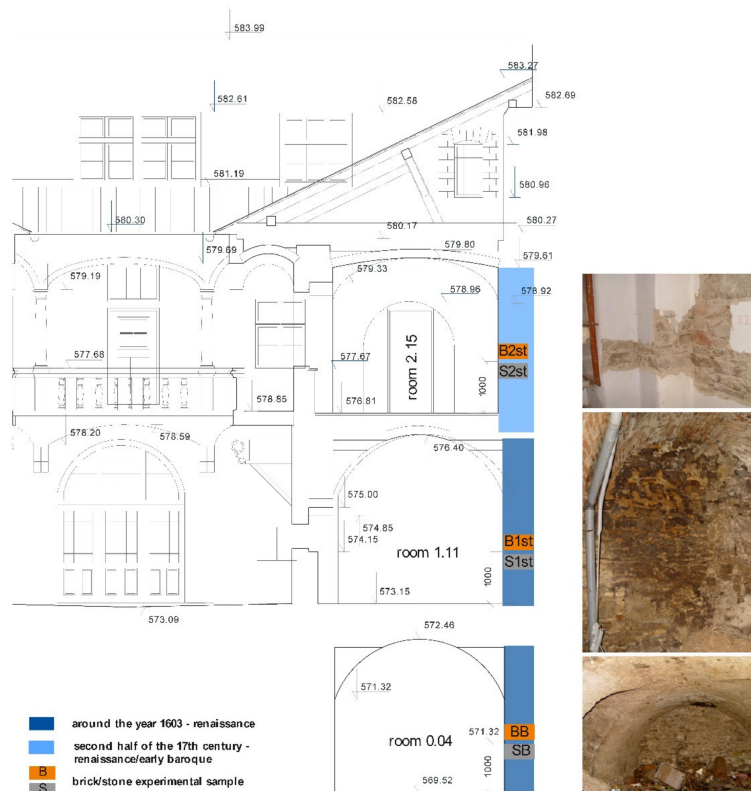 583.99
583.27
582.61
582.58
582.69
581.98
581.19
580.96
580.30
580.17
580.27
579.69
579.80
579.61
579.19
579.33
578.96
578.92
577.68
577.67
room 2.15
B2st
S2st
1000
576.81
578.85
578.20
578.59
576.40
575.00
574.85
574.15
room 1.11
B1st
S1st
1000
573.15
573.09
572.46
571.32
571.32
room 0.04
BB
SB
1000
569.52
around the year 1603 - renaissance
second half of the 17th century -
renaissance/early baroque
B
brick/stone experimental sample
S